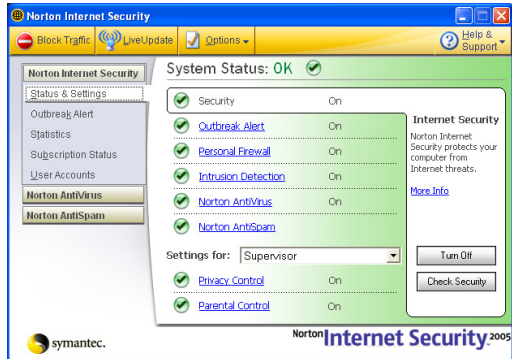 Norton Internet Security
Block Traffic
LiveUpdate
Options
Help & Support
Norton Internet Security
Status & Settings
Outbreak Alert
Statistics
Subscription Status
User Accounts
Norton AntiVirus
Norton AntiSpam
System Status: OK
Security On
Outbreak Alert On
Personal Firewall On
Intrusion Detection On
Norton AntiVirus On
Norton AntiSpam
Settings for: Supervisor
Privacy Control On
Parental Control On
Internet Security
Norton Internet
Security protects your
computer from
Internet threats.
More Info
Turn Off
Check Security
symantec.
Norton Internet Security 2005